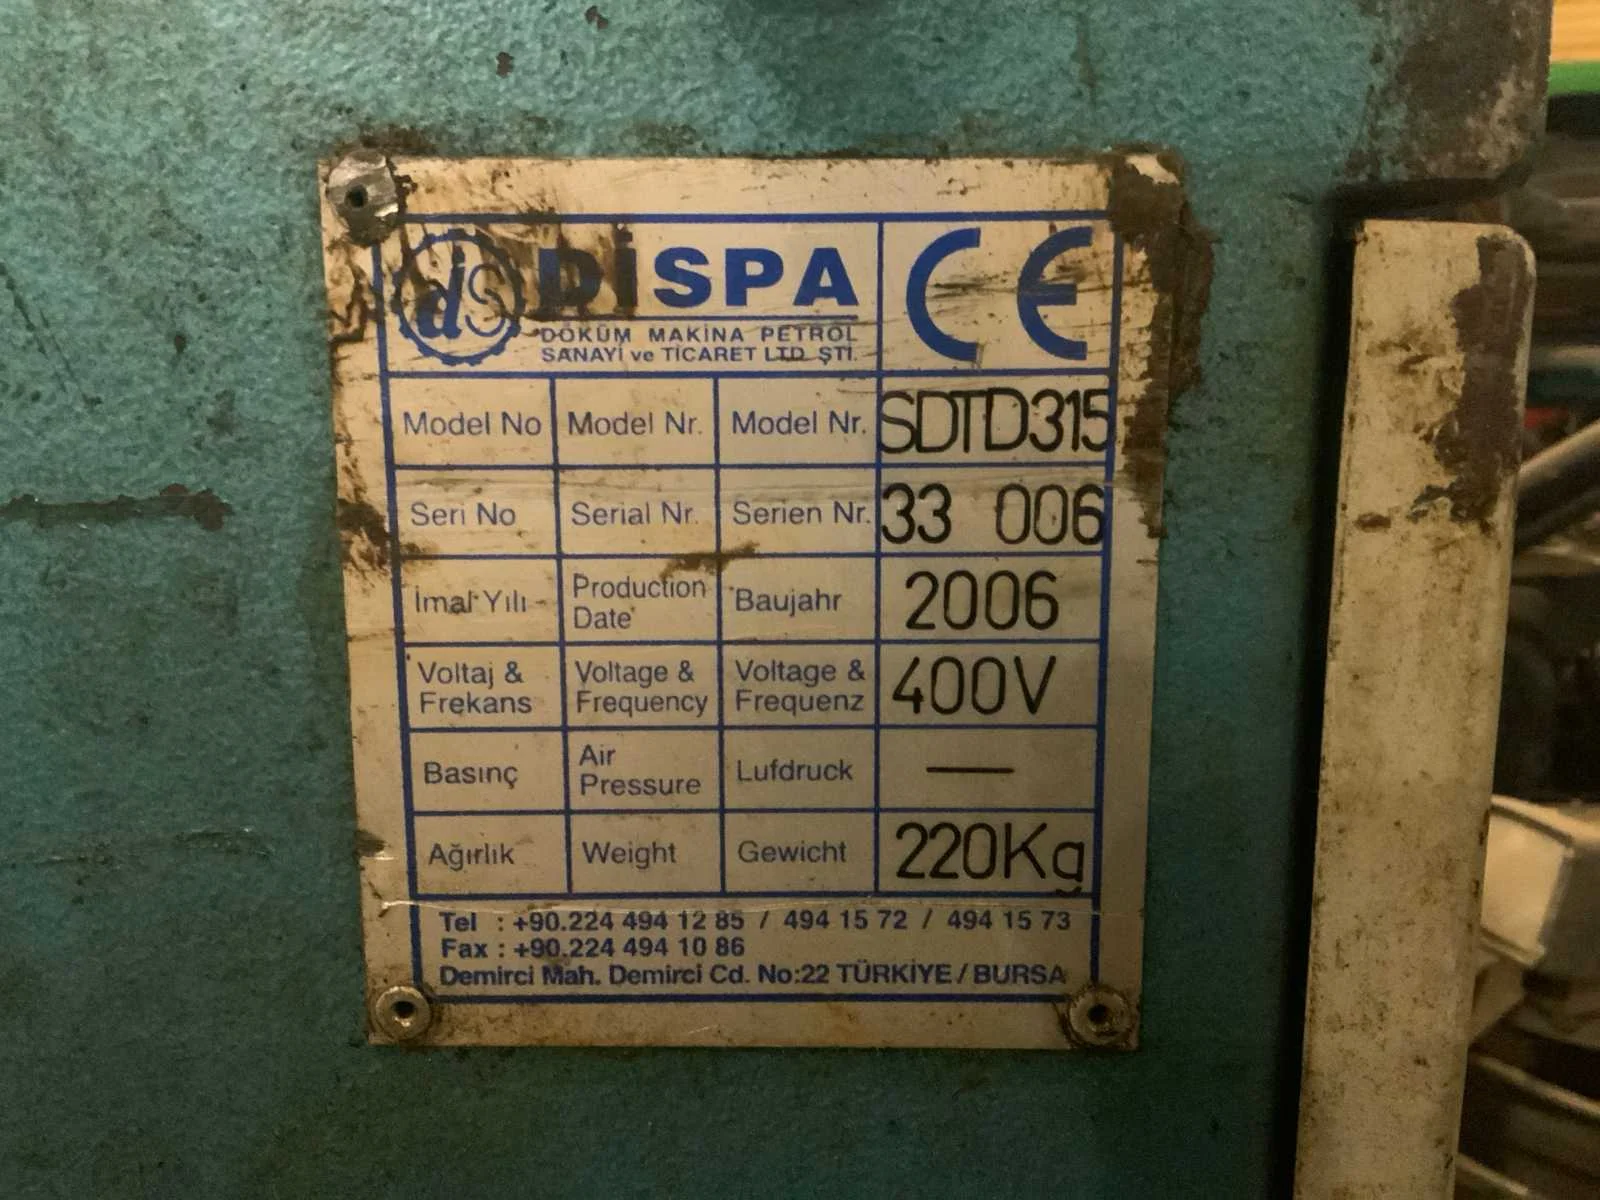 dS DİSPA CE
DÖKÜM MAKİNA PETROL
SANAYİ ve TİCARET LTD ŞTİ.
Model No Model Nr. Model Nr. SDTD315
Seri No Serial Nr. Serien Nr. 33 006
İmal Yılı Production Date Baujahr 2006
Voltaj & Frekans Voltage & Frequency Voltage & Frequenz 400V
Basınç Air Pressure Lufdruck —
Ağırlık Weight Gewicht 220Kg
Tel : +90.224 494 12 85 / 494 15 72 / 494 15 73
Fax : +90.224 494 10 86
Demirci Mah. Demirci Cd. No:22 TÜRKİYE / BURSA